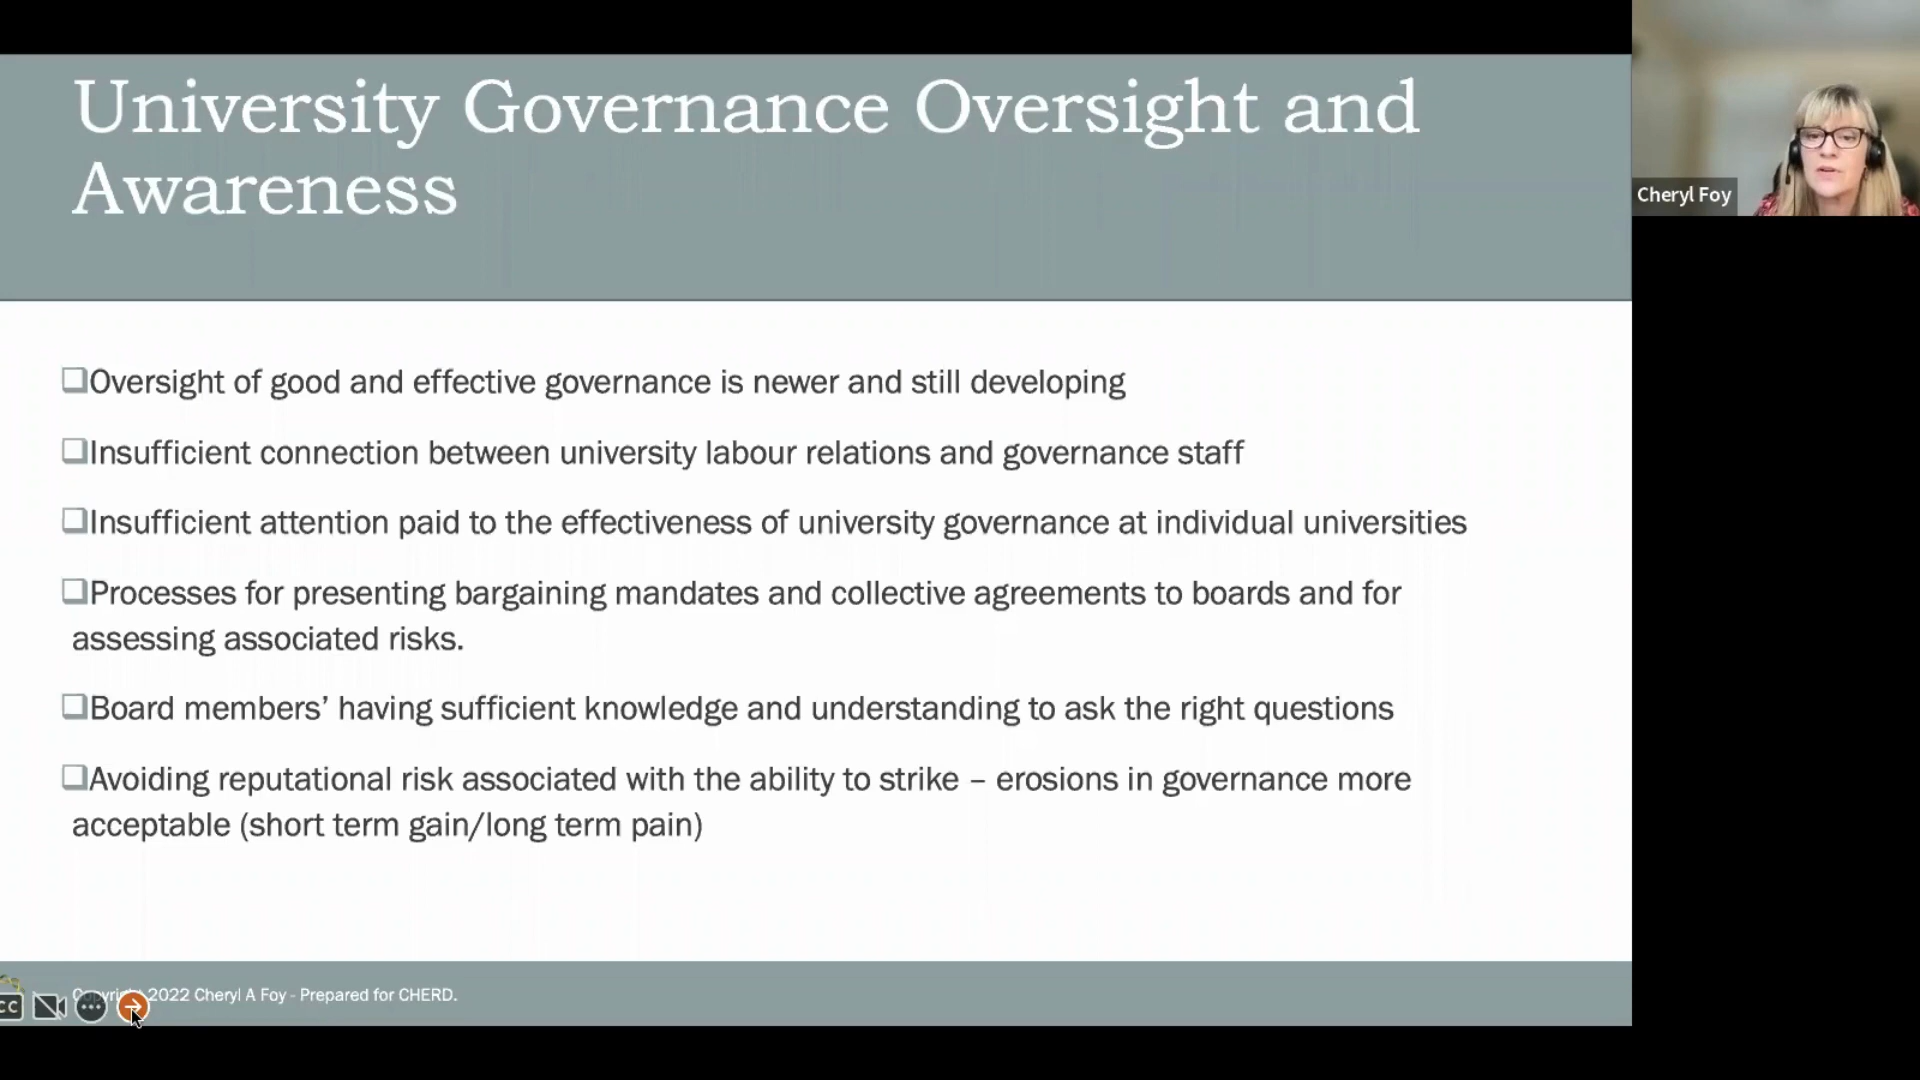 University Governance Oversight and
Awareness
Cheryl Foy
Oversight of good and effective governance is newer and still developing
Insufficient connection between university labour relations and governance staff
Insufficient attention paid to the effectiveness of university governance at individual universities
Processes for presenting bargaining mandates and collective agreements to boards and for
assessing associated risks.
Board members’ having sufficient knowledge and understanding to ask the right questions
Avoiding reputational risk associated with the ability to strike – erosions in governance more
acceptable (short term gain/long term pain)
Copyright 2022 Cheryl A Foy - Prepared for CHERD.
CC